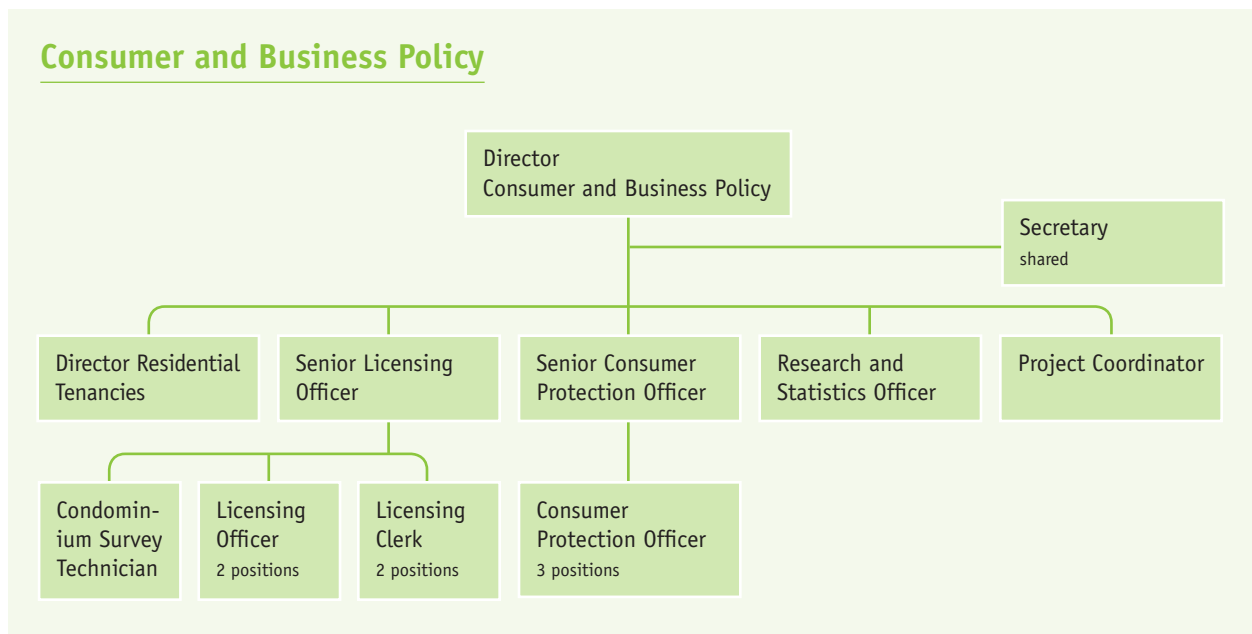 Consumer and Business Policy
Director
Consumer and Business Policy
Secretary
shared
Director Residential
Tenancies
Senior Licensing
Officer
Senior Consumer
Protection Officer
Research and
Statistics Officer
Project Coordinator
Condomin-
ium Survey
Technician
Licensing
Officer
2 positions
Licensing
Clerk
2 positions
Consumer
Protection Officer
3 positions